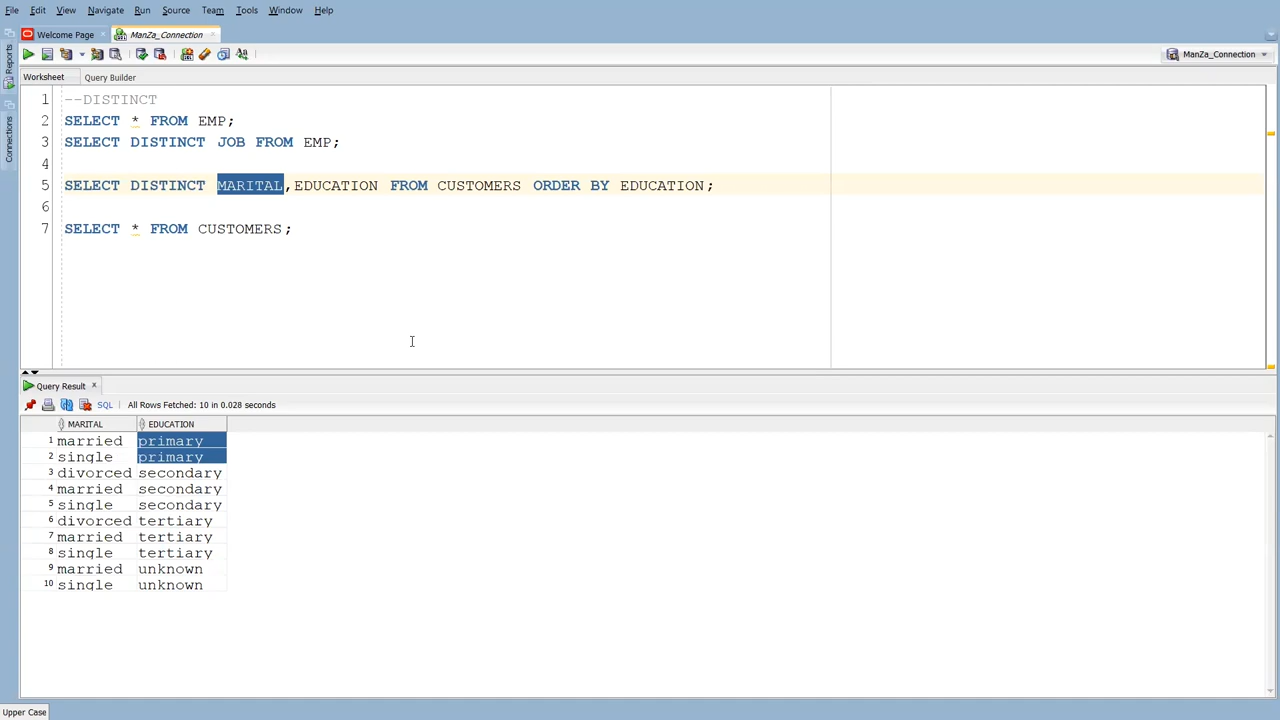 File Edit View Navigate Run Source Team Tools Window Help
Reports
Connections
Welcome Page
ManZa_Connection
ManZa_Connection
Worksheet Query Builder
1 --DISTINCT
2 SELECT * FROM EMP;
3 SELECT DISTINCT JOB FROM EMP;
4
5 SELECT DISTINCT MARITAL,EDUCATION FROM CUSTOMERS ORDER BY EDUCATION;
6
7 SELECT * FROM CUSTOMERS;
Query Result
SQL All Rows Fetched: 10 in 0.028 seconds
MARITAL EDUCATION
1 married primary
2 single primary
3 divorced secondary
4 married secondary
5 single secondary
6 divorced tertiary
7 married tertiary
8 single tertiary
9 married unknown
10 single unknown
Upper Case